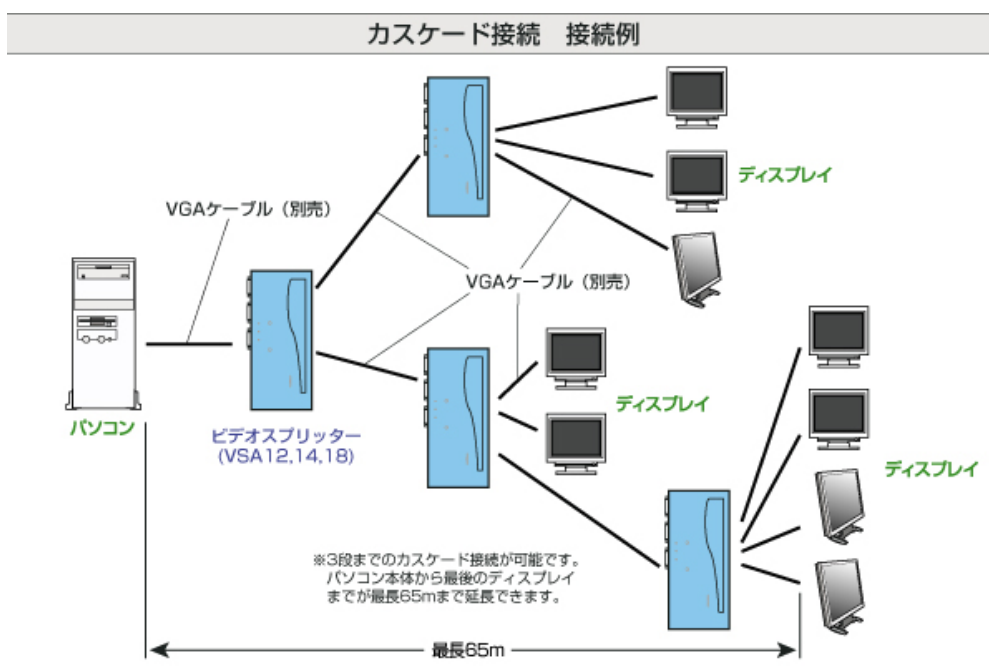 カスケード接続　接続例
ディスプレイ
VGAケーブル（別売）
VGAケーブル（別売）
パソコン
ビデオスプリッター
(VSA12,14,18)
ディスプレイ
ディスプレイ
※3段までのカスケード接続が可能です。
パソコン本体から最後のディスプレイ
までが最長65mまで延長できます。
最長65m